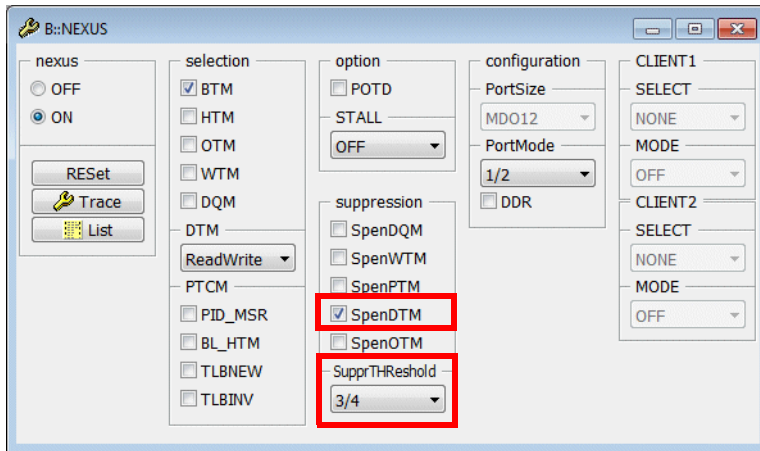 B::NEXUS
nexus
OFF
ON
RESet
Trace
List
selection
BTM
HTM
OTM
WTM
DQM
DTM
ReadWrite
PTCM
PID_MSR
BL_HTM
TLBNEW
TLBINV
option
POTD
STALL
OFF
suppression
SpenDQM
SpenWTM
SpenPTM
SpenDTM
SpenOTM
SupprTHReshold
3/4
configuration
PortSize
MDO12
PortMode
1/2
DDR
CLIENT1
SELECT
NONE
MODE
OFF
CLIENT2
SELECT
NONE
MODE
OFF